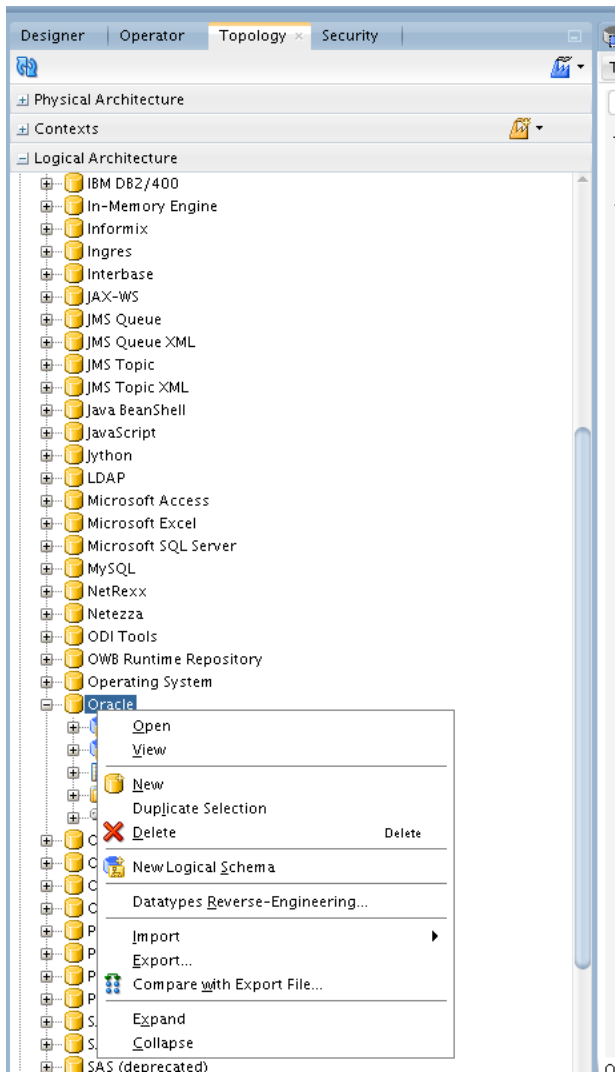 Designer Operator Topology Security
Physical Architecture
Contexts
Logical Architecture
IBM DB2/400
In-Memory Engine
Informix
Ingres
Interbase
JAX-WS
JMS Queue
JMS Queue XML
JMS Topic
JMS Topic XML
Java BeanShell
JavaScript
Jython
LDAP
Microsoft Access
Microsoft Excel
Microsoft SQL Server
MySQL
NetRexx
Netezza
ODI Tools
OWB Runtime Repository
Operating System
Oracle
Open
View
New
Duplicate Selection
Delete Delete
New Logical Schema
Datatypes Reverse-Engineering...
Import
Export...
Compare with Export File...
Expand
Collapse
SAS (deprecated)